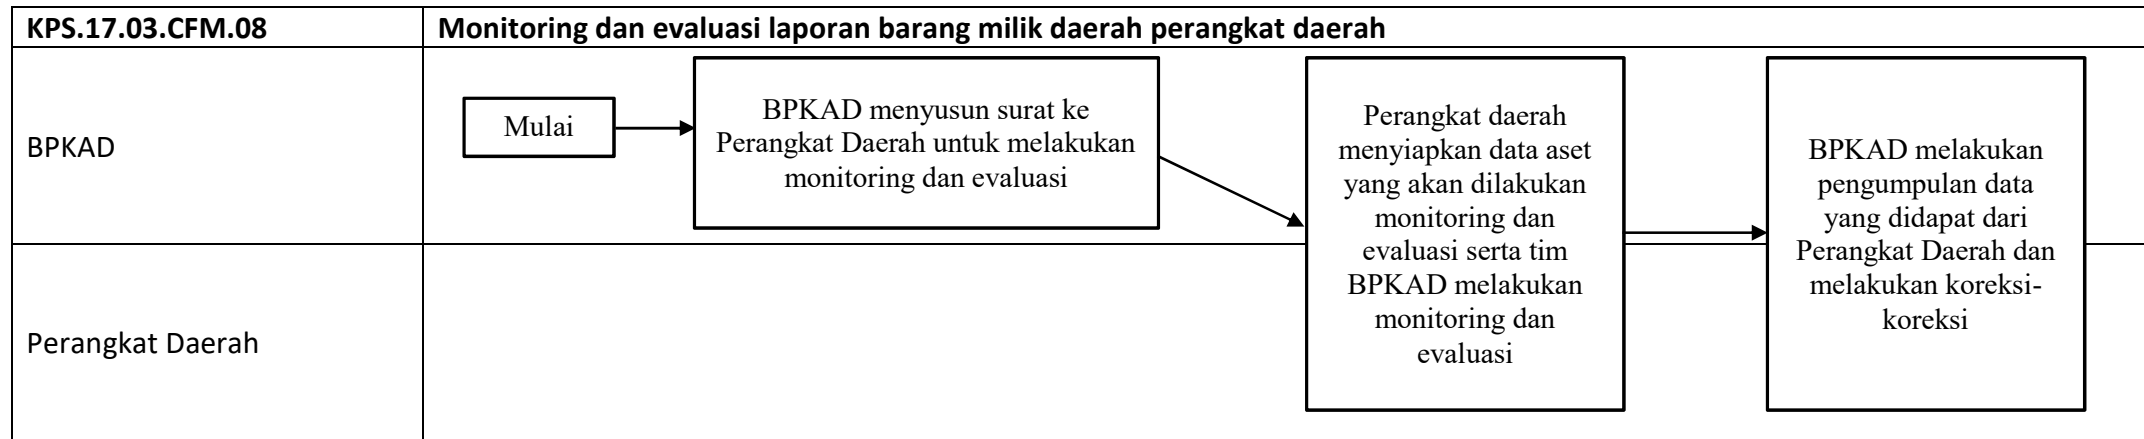 KPS.17.03.CFM.08
Monitoring dan evaluasi laporan barang milik daerah perangkat daerah
BPKAD
Mulai
BPKAD menyusun surat ke
Perangkat Daerah untuk melakukan
monitoring dan evaluasi
Perangkat daerah
menyiapkan data aset
yang akan dilakukan
monitoring dan
evaluasi serta tim
BPKAD melakukan
monitoring dan
evaluasi
BPKAD melakukan
pengumpulan data
yang didapat dari
Perangkat Daerah dan
melakukan koreksi-
koreksi
Perangkat Daerah